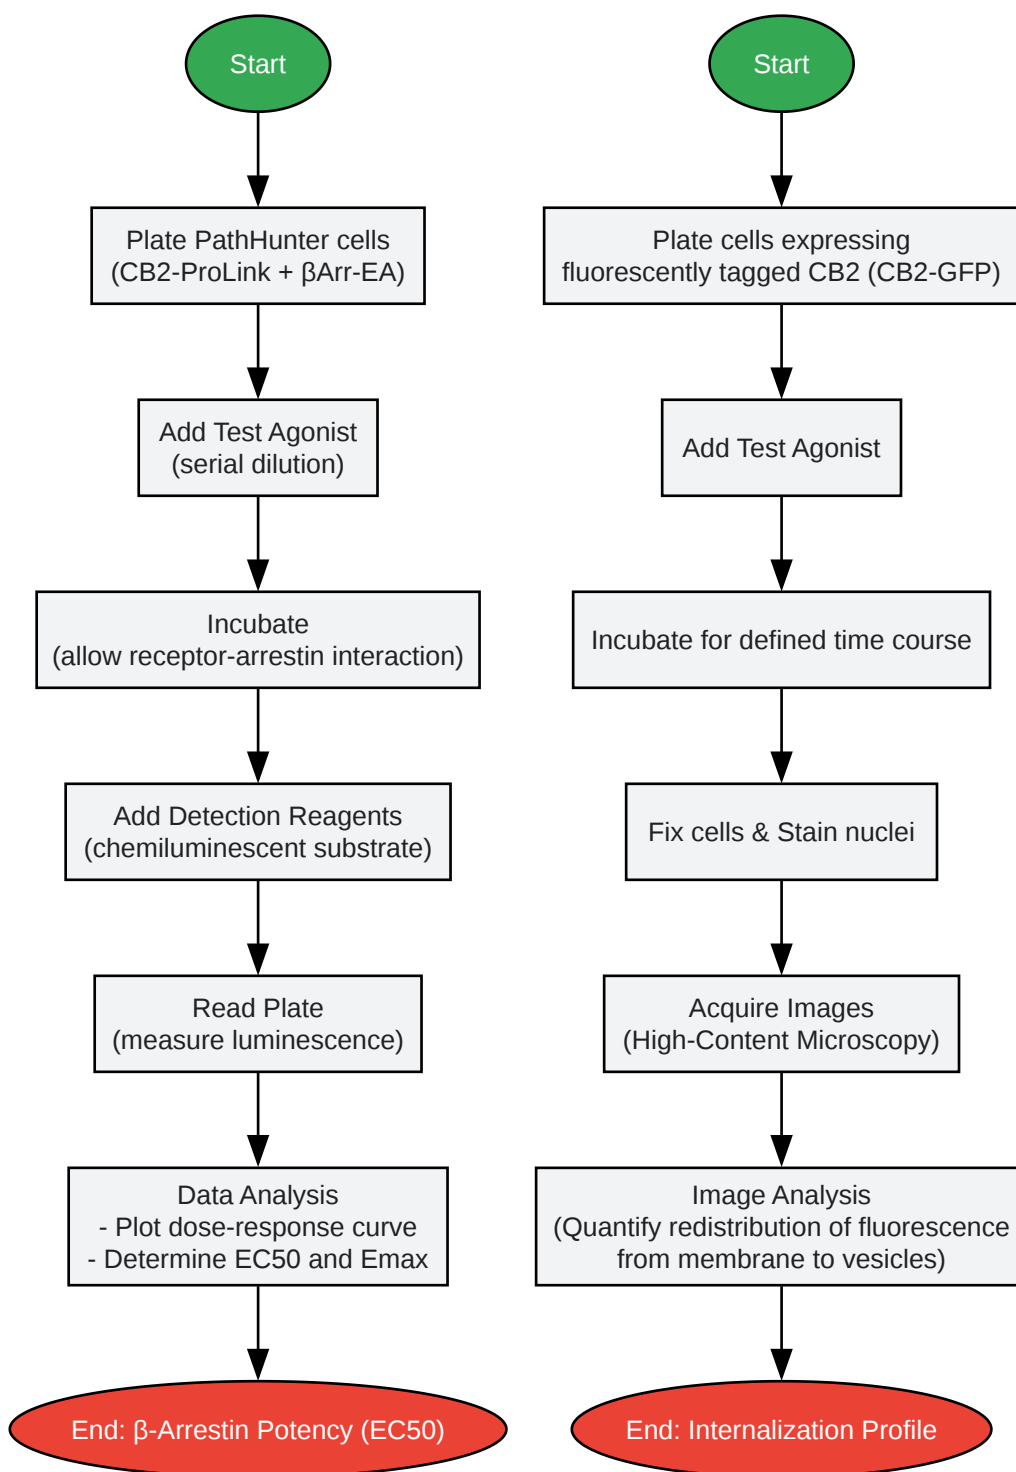 Start
Plate PathHunter cells
(CB2-ProLink + βArr-EA)
Add Test Agonist
(serial dilution)
Incubate
(allow receptor-arrestin interaction)
Add Detection Reagents
(chemiluminescent substrate)
Read Plate
(measure luminescence)
Data Analysis
- Plot dose-response curve
- Determine EC50 and Emax
End: β-Arrestin Potency (EC50)
Start
Plate cells expressing
fluorescently tagged CB2 (CB2-GFP)
Add Test Agonist
Incubate for defined time course
Fix cells & Stain nuclei
Acquire Images
(High-Content Microscopy)
Image Analysis
(Quantify redistribution of fluorescence
from membrane to vesicles)
End: Internalization Profile